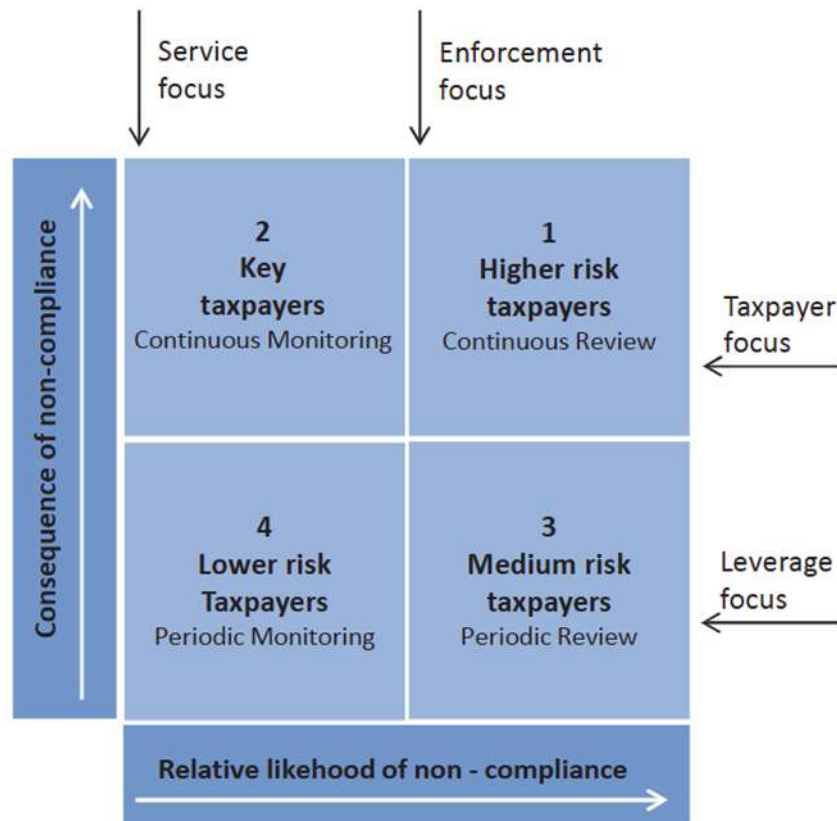 Service
focus
Enforcement
focus
Consequence of non-compliance
2
Key
taxpayers
Continuous Monitoring
1
Higher risk
taxpayers
Continuous Review
Taxpayer
focus
4
Lower risk
Taxpayers
Periodic Monitoring
3
Medium risk
taxpayers
Periodic Review
Leverage
focus
Relative likehood of non - compliance